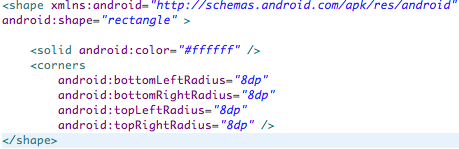 <shape xmlns:android="http://schemas.android.com/apk/res/android"
android:shape="rectangle" >
<solid android:color="#ffffff" />
<corners
android:bottomLeftRadius="8dp"
android:bottomRightRadius="8dp"
android:topLeftRadius="8dp"
android:topRightRadius="8dp" />
</shape>